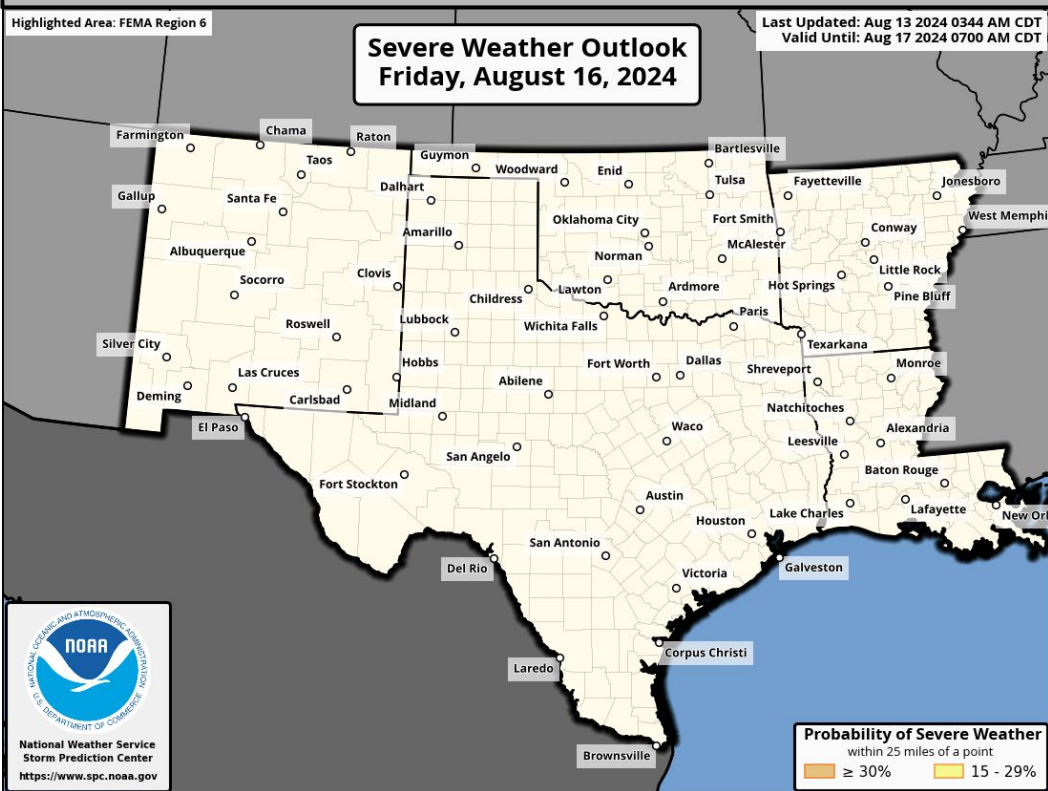 Highlighted Area: FEMA Region 6
Last Updated: Aug 13 2024 0344 AM CDT
Valid Until: Aug 17 2024 0700 AM CDT
Severe Weather Outlook
Friday, August 16, 2024
Farmington
Chama
Raton
Taos
Guymon
Woodward
Enid
Bartlesville
Tulsa
Fayetteville
Jonesboro
Gallup
Santa Fe
Dalhart
Oklahoma City
Fort Smith
West Memphi
Albuquerque
Amarillo
Norman
McAlester
Conway
Socorro
Clovis
Childress
Lawton
Ardmore
Hot Springs
Little Rock
Pine Bluff
Roswell
Lubbock
Wichita Falls
Paris
Texarkana
Silver City
Las Cruces
Hobbs
Fort Worth
Dallas
Shreveport
Monroe
Deming
Carlsbad
Midland
Abilene
Natchitoches
El Paso
Waco
Leesville
Alexandria
San Angelo
Fort Stockton
Baton Rouge
Austin
Houston
Lake Charles
Lafayette
New Orl
San Antonio
Del Rio
Victoria
Galveston
Laredo
Corpus Christi
Brownsville
NATIONAL OCEANIC AND ATMOSPHERIC ADMINISTRATION
NOAA
U.S. DEPARTMENT OF COMMERCE
National Weather Service
Storm Prediction Center
https://www.spc.noaa.gov
Probability of Severe Weather
within 25 miles of a point
≥ 30%
15 - 29%